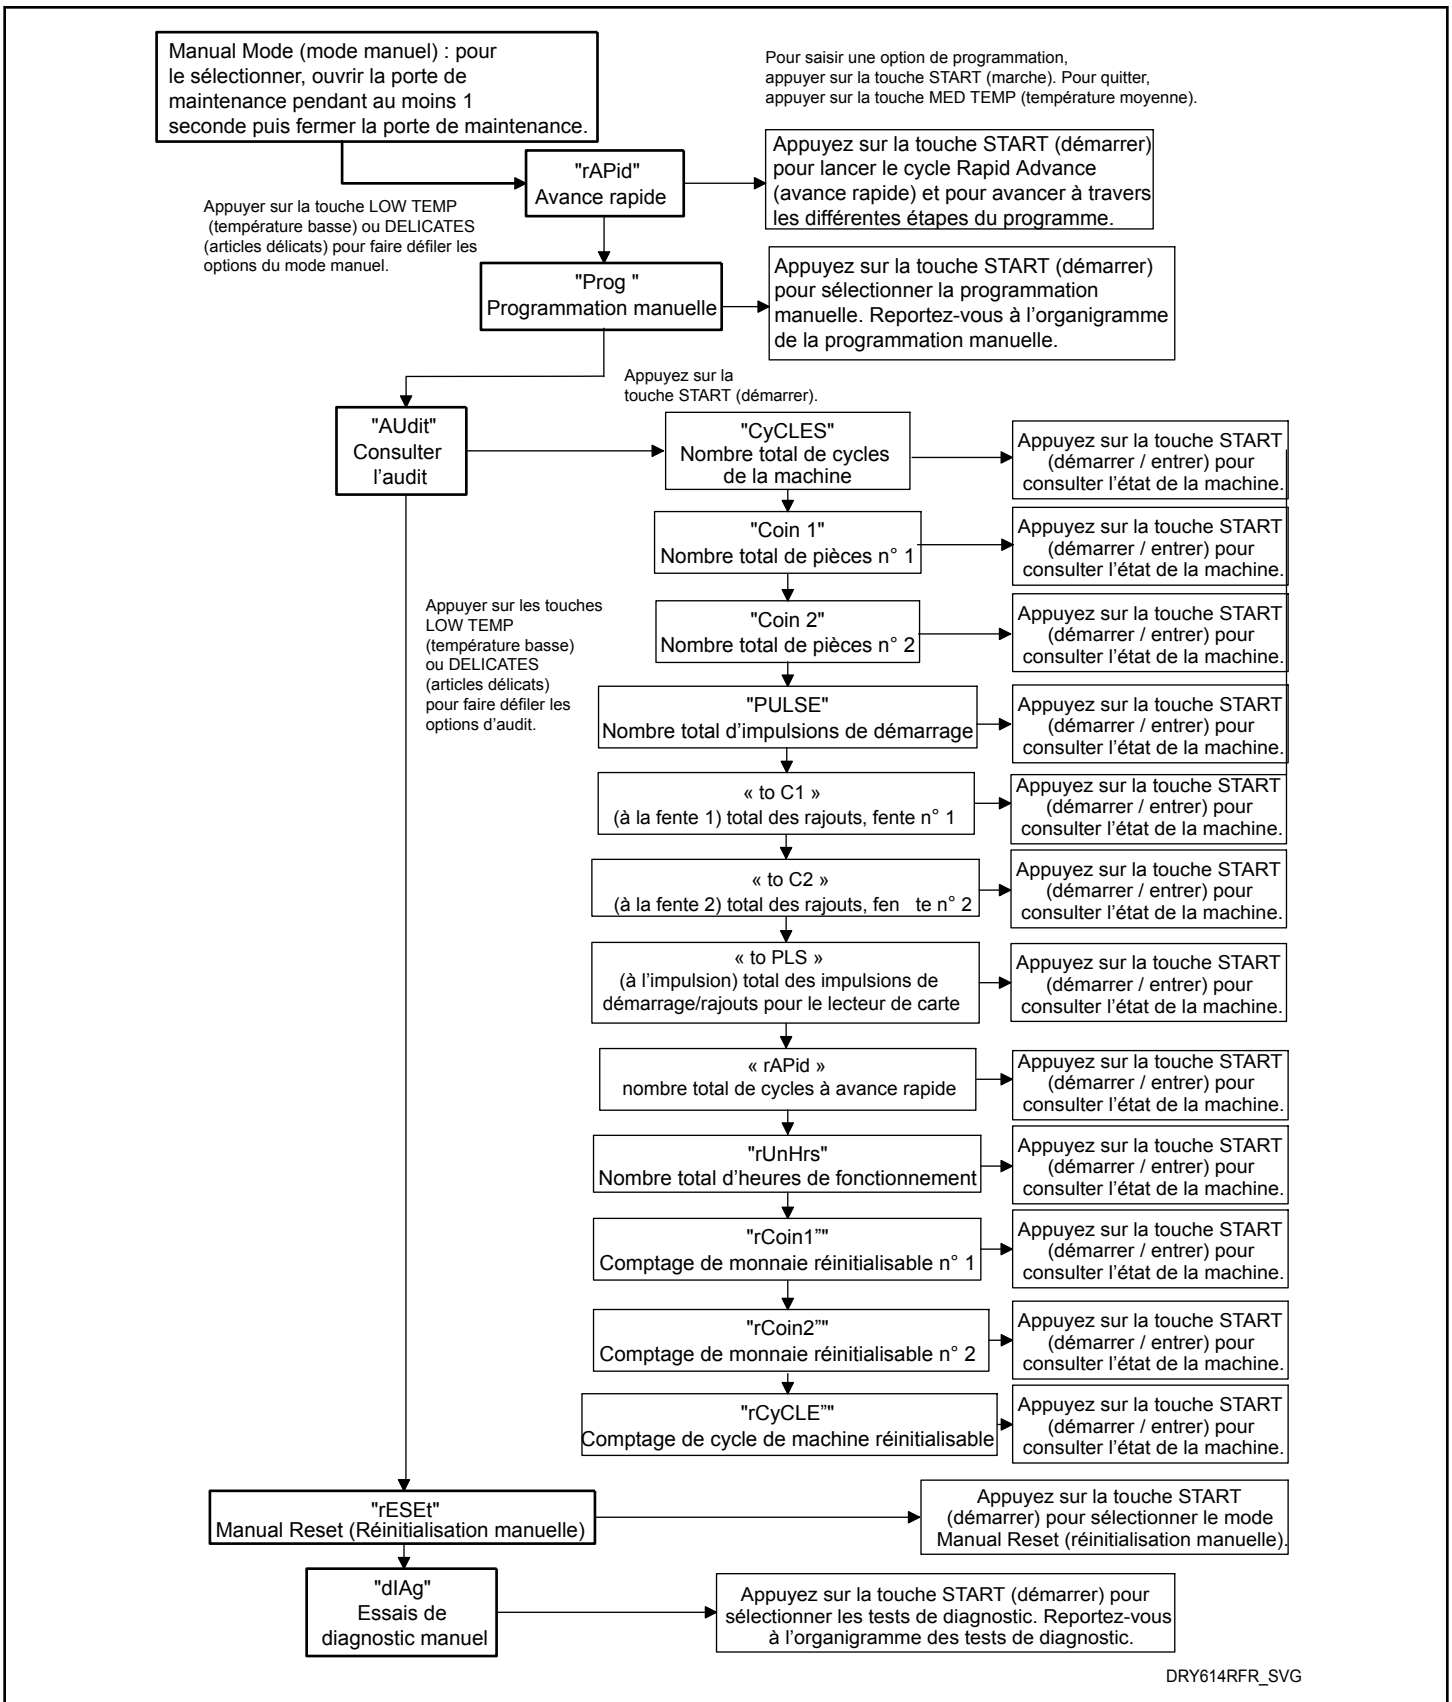 Manual Mode (mode manuel) : pour
le sélectionner, ouvrir la porte de
maintenance pendant au moins 1
seconde puis fermer la porte de maintenance.
Pour saisir une option de programmation,
appuyer sur la touche START (marche). Pour quitter,
appuyer sur la touche MED TEMP (température moyenne).
"rAPid"
Avance rapide
Appuyez sur la touche START (démarrer)
pour lancer le cycle Rapid Advance
(avance rapide) et pour avancer à travers
les différentes étapes du programme.
Appuyer sur la touche LOW TEMP
(température basse) ou DELICATES
(articles délicats) pour faire défiler les
options du mode manuel.
"Prog "
Programmation manuelle
Appuyez sur la touche START (démarrer)
pour sélectionner la programmation
manuelle. Reportez-vous à l’organigramme
de la programmation manuelle.
Appuyez sur la
touche START (démarrer).
"AUdit"
Consulter
l’audit
"CyCLES"
Nombre total de cycles
de la machine
Appuyez sur la touche START
(démarrer / entrer) pour
consulter l’état de la machine.
"Coin 1"
Nombre total de pièces n° 1
Appuyez sur la touche START
(démarrer / entrer) pour
consulter l’état de la machine.
Appuyer sur les touches
LOW TEMP
(température basse)
ou DELICATES
(articles délicats)
pour faire défiler les
options d’audit.
"Coin 2"
Nombre total de pièces n° 2
Appuyez sur la touche START
(démarrer / entrer) pour
consulter l’état de la machine.
"PULSE"
Nombre total d’impulsions de démarrage
Appuyez sur la touche START
(démarrer / entrer) pour
consulter l’état de la machine.
« to C1 »
(à la fente 1) total des rajouts, fente n° 1
Appuyez sur la touche START
(démarrer / entrer) pour
consulter l’état de la machine.
« to C2 »
(à la fente 2) total des rajouts, fen te n° 2
Appuyez sur la touche START
(démarrer / entrer) pour
consulter l’état de la machine.
« to PLS »
(à l’impulsion) total des impulsions de
démarrage/rajouts pour le lecteur de carte
Appuyez sur la touche START
(démarrer / entrer) pour
consulter l’état de la machine.
« rAPid »
nombre total de cycles à avance rapide
Appuyez sur la touche START
(démarrer / entrer) pour
consulter l’état de la machine.
"rUnHrs"
Nombre total d’heures de fonctionnement
Appuyez sur la touche START
(démarrer / entrer) pour
consulter l’état de la machine.
"rCoin1”"
Comptage de monnaie réinitialisable n° 1
Appuyez sur la touche START
(démarrer / entrer) pour
consulter l’état de la machine.
"rCoin2”"
Comptage de monnaie réinitialisable n° 2
Appuyez sur la touche START
(démarrer / entrer) pour
consulter l’état de la machine.
"rCyCLE”"
Comptage de cycle de machine réinitialisable
Appuyez sur la touche START
(démarrer / entrer) pour
consulter l’état de la machine.
"rESEt"
Manual Reset (Réinitialisation manuelle)
Appuyez sur la touche START
(démarrer) pour sélectionner le mode
Manual Reset (réinitialisation manuelle).
"dIAg"
Essais de
diagnostic manuel
Appuyez sur la touche START (démarrer) pour
sélectionner les tests de diagnostic. Reportez-vous
à l’organigramme des tests de diagnostic.
DRY614RFR_SVG